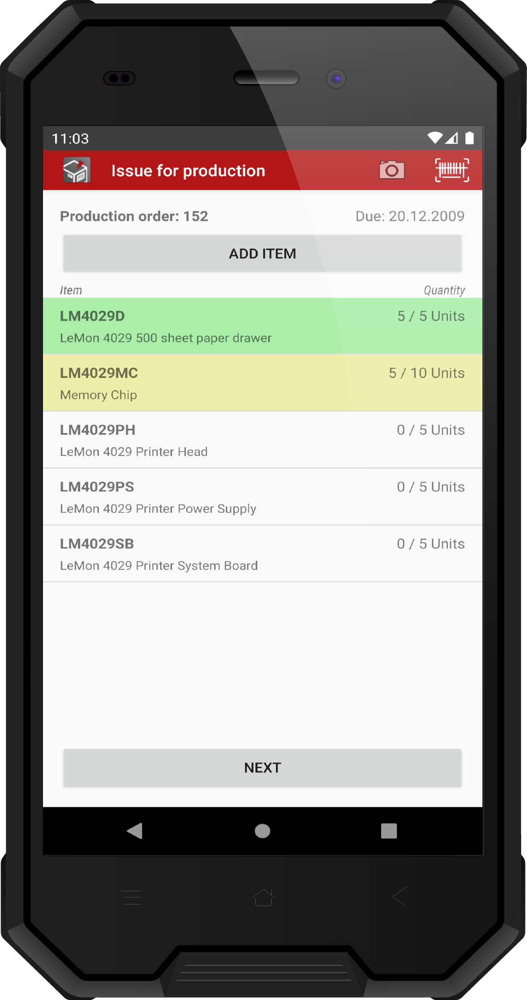 11:03
Issue for production
Production order: 152 Due: 20.12.2009
ADD ITEM
Item Quantity
LM4029D 5 / 5 Units
LeMon 4029 500 sheet paper drawer
LM4029MC 5 / 10 Units
Memory Chip
LM4029PH 0 / 5 Units
LeMon 4029 Printer Head
LM4029PS 0 / 5 Units
LeMon 4029 Printer Power Supply
LM4029SB 0 / 5 Units
LeMon 4029 Printer System Board
NEXT